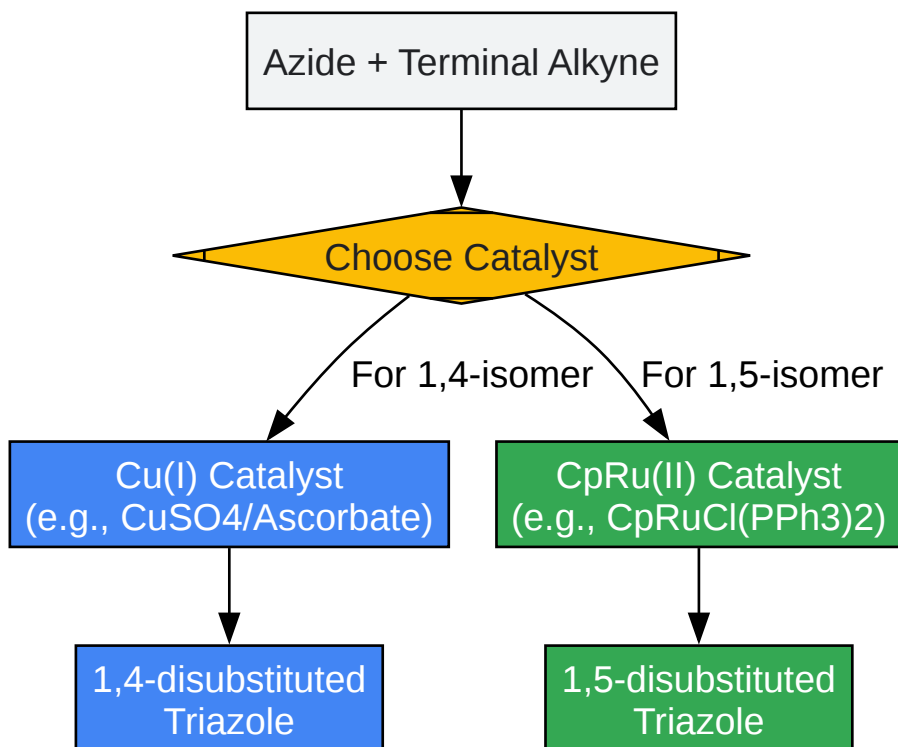 Azide + Terminal Alkyne
Choose Catalyst
For 1,4-isomer
For 1,5-isomer
Cu(I) Catalyst
(e.g., CuSO4/Ascorbate)
CpRu(II) Catalyst
(e.g., CpRuCl(PPh3)2)
1,4-disubstituted
Triazole
1,5-disubstituted
Triazole